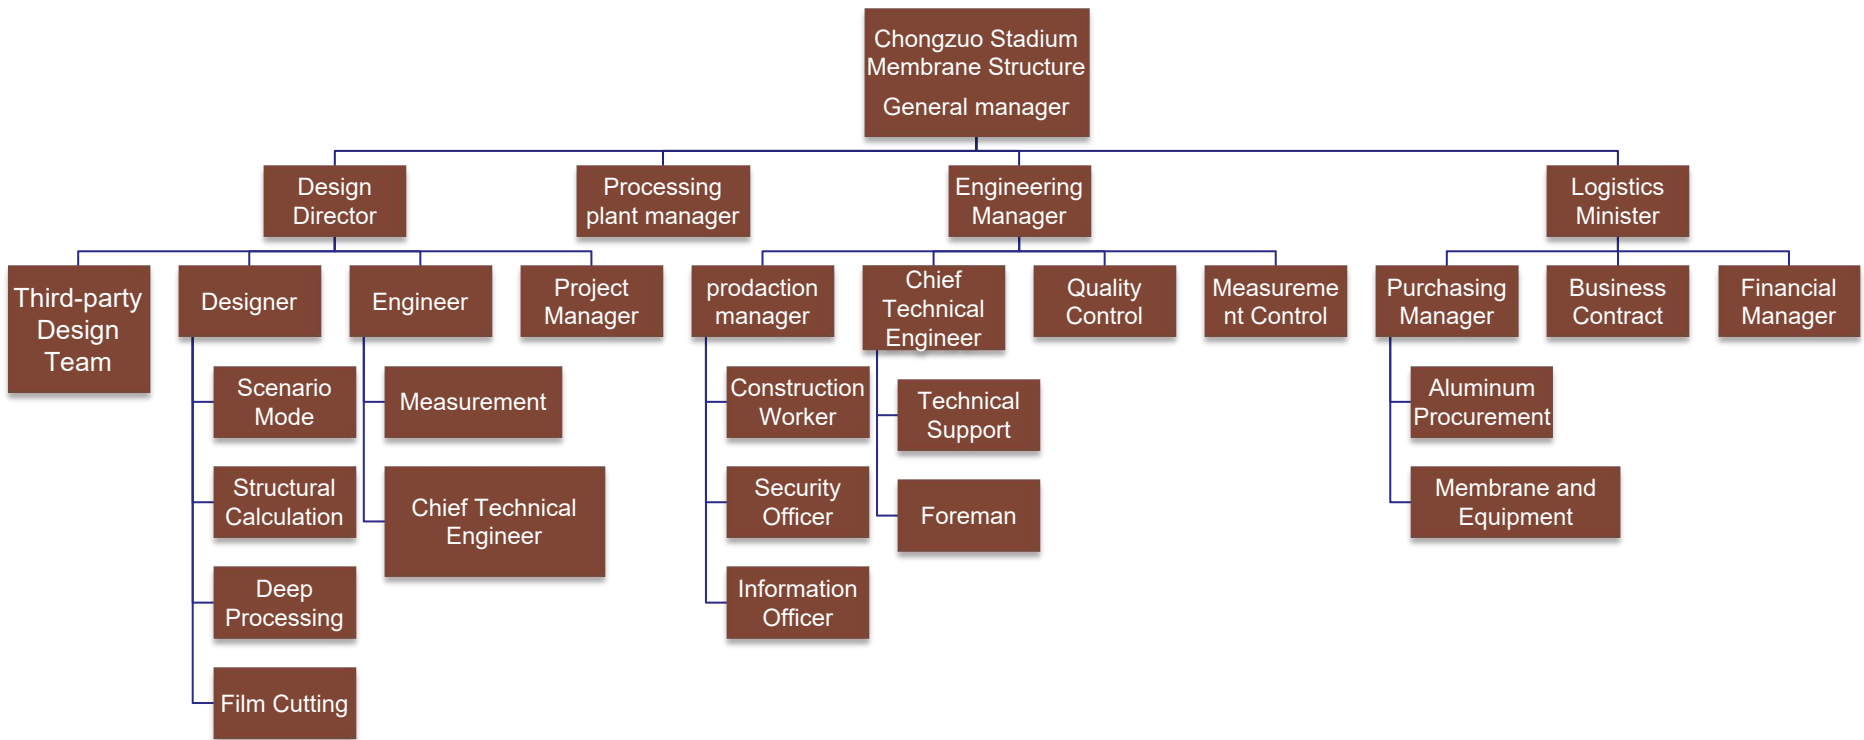 Chongzuo Stadium
Membrane Structure
General manager
Design
Director
Processing
plant manager
Engineering
Manager
Logistics
Minister
Third-party
Design
Team
Designer
Engineer
Project
Manager
prodaction
manager
Chief
Technical
Engineer
Quality
Control
Measureme
nt Control
Purchasing
Manager
Business
Contract
Financial
Manager
Scenario
Mode
Measurement
Construction
Worker
Technical
Support
Aluminum
Procurement
Structural
Calculation
Chief Technical
Engineer
Security
Officer
Foreman
Membrane and
Equipment
Deep
Processing
Information
Officer
Film Cutting